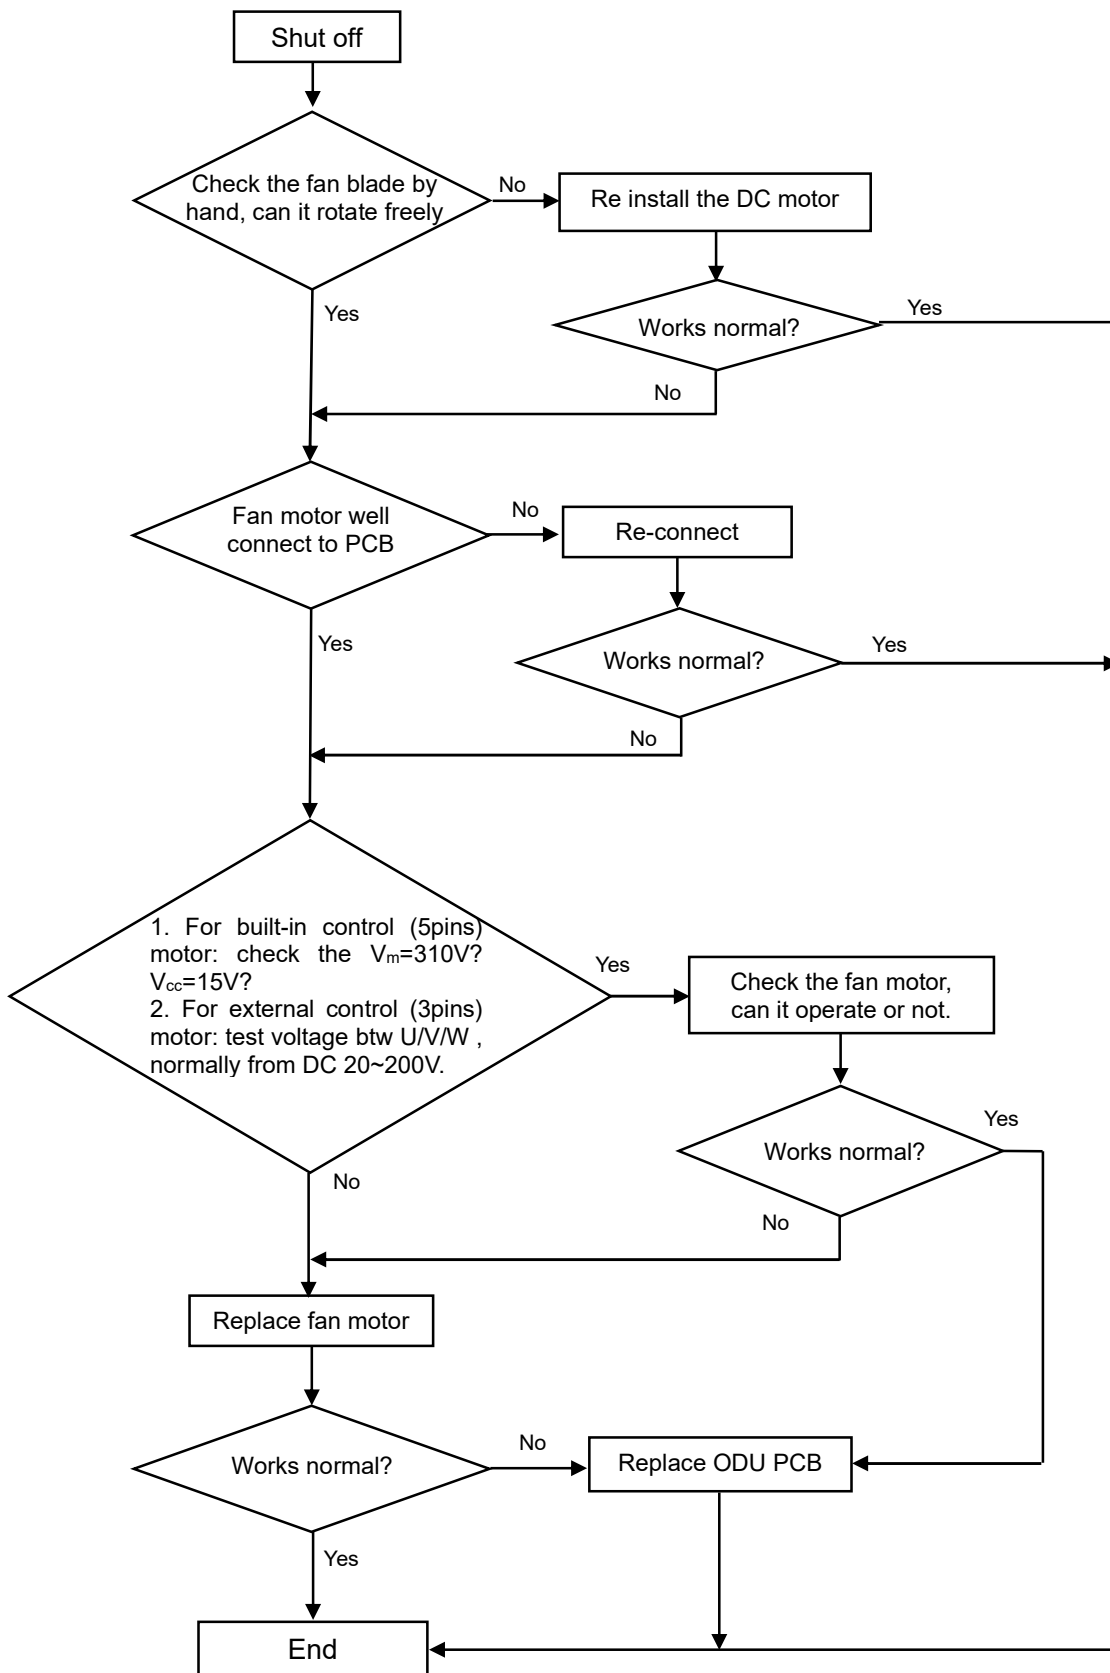 Shut off
Check the fan blade by
hand, can it rotate freely
No
Re install the DC motor
Yes
Works normal?
Yes
No
Fan motor well
connect to PCB
No
Re-connect
Yes
Works normal?
Yes
No
1. For built-in control (5pins)
motor: check the Vm=310V?
Vcc=15V?
2. For external control (3pins)
motor: test voltage btw U/V/W ,
normally from DC 20~200V.
Yes
Check the fan motor,
can it operate or not.
Works normal?
Yes
No
No
Replace fan motor
Works normal?
No
Replace ODU PCB
Yes
End